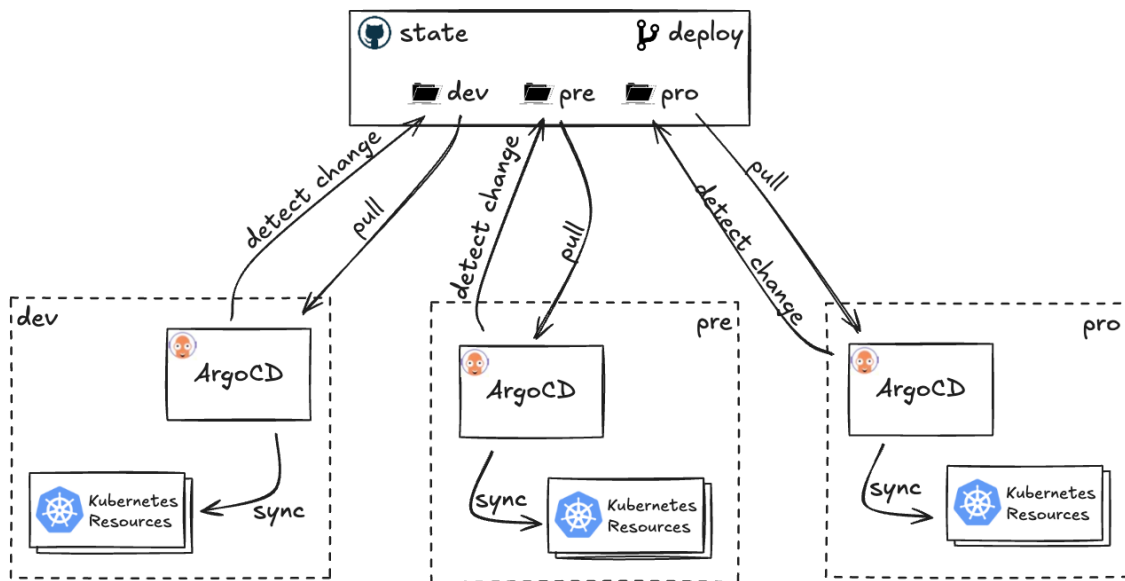 state
deploy
dev
pre
pro
detect change
pull
detect change
pull
detect change
pull
dev
ArgoCD
sync
Kubernetes
Resources
pre
ArgoCD
sync
Kubernetes
Resources
pro
ArgoCD
sync
Kubernetes
Resources